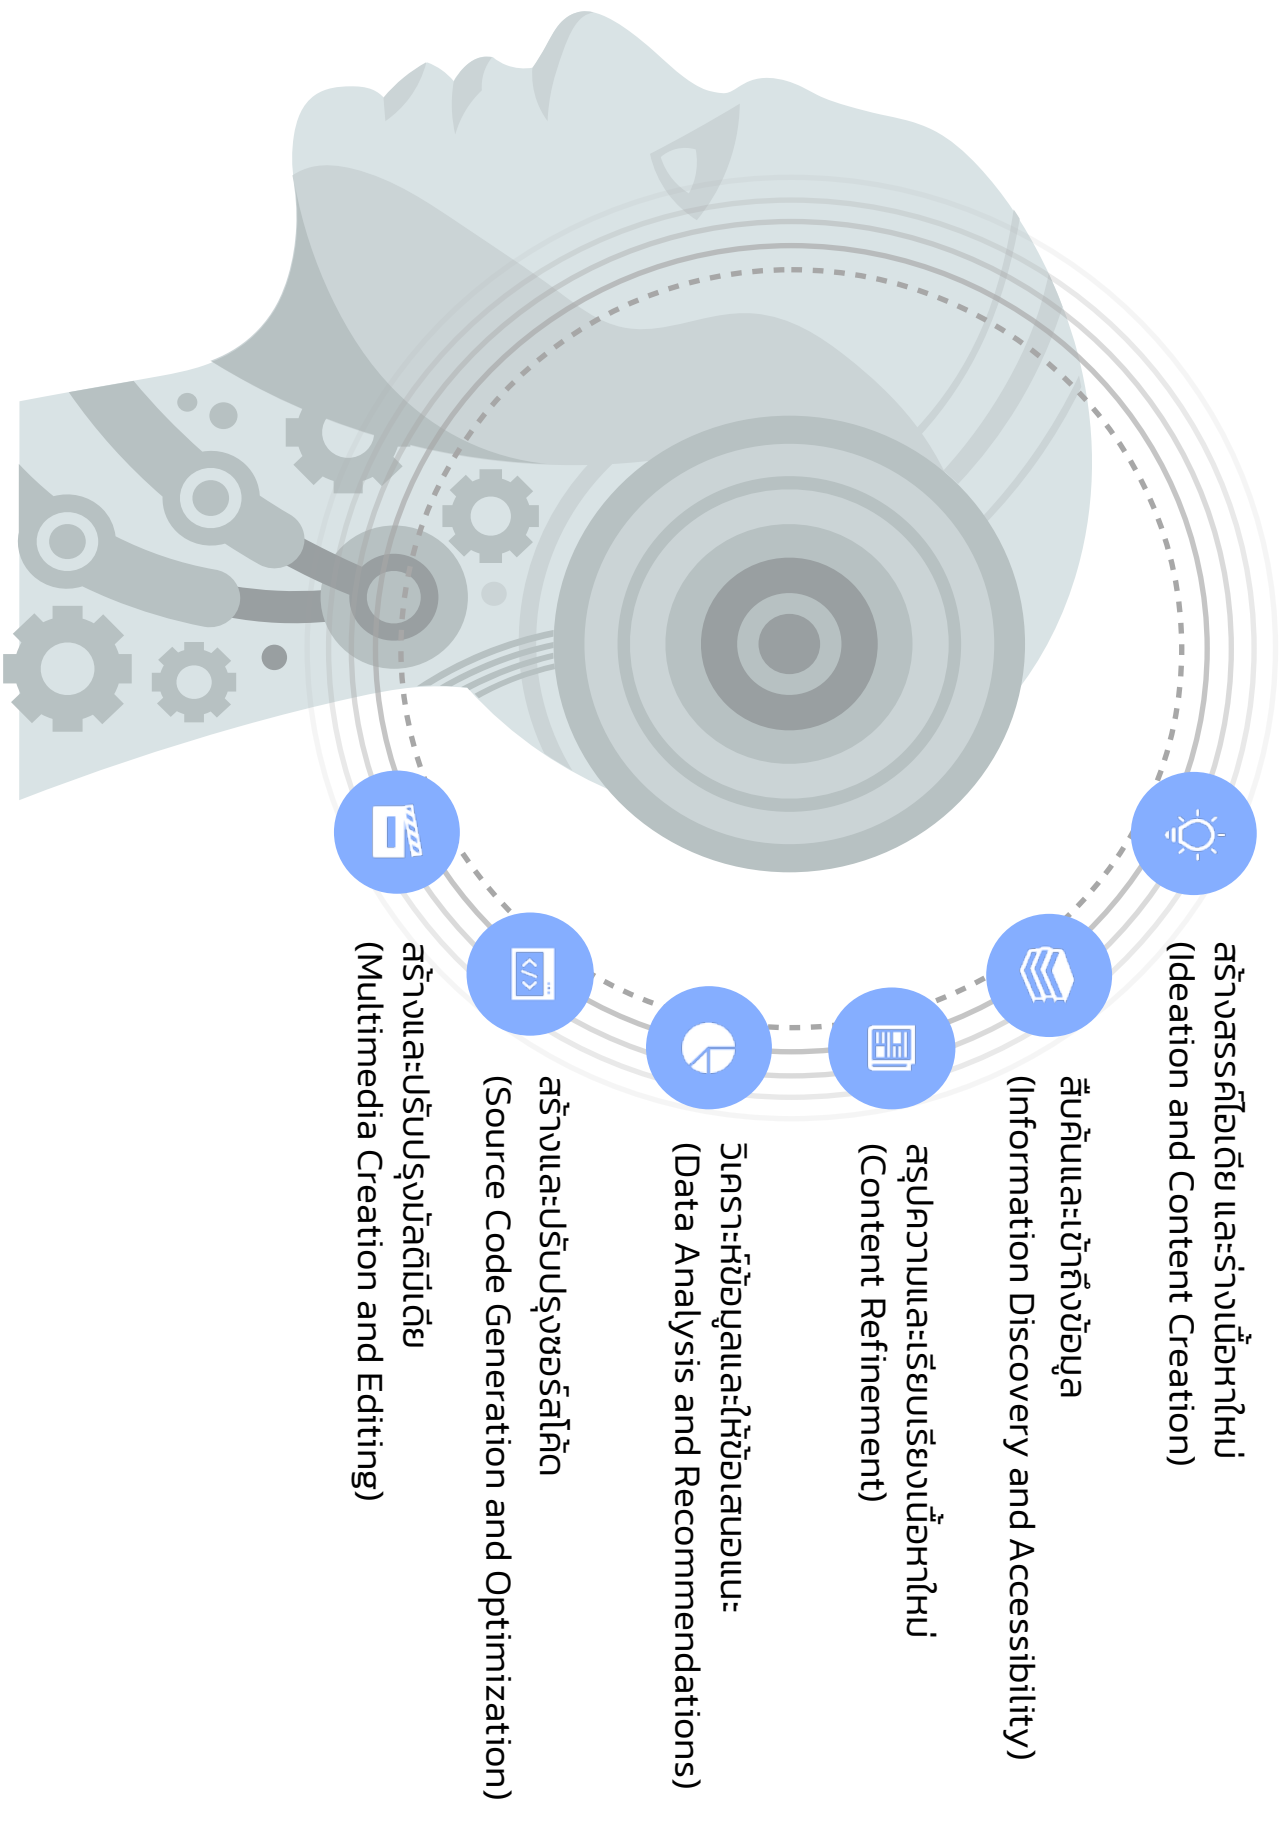 สร้างสรรค์ไอเดีย และร่างเนื้อหาใหม่
(Ideation and Content Creation)
สืบค้นและเข้าถึงข้อมูล
(Information Discovery and Accessibility)
สรุปความและเรียบเรียงเนื้อหาใหม่
(Content Refinement)
วิเคราะห์ข้อมูลและให้ข้อเสนอแนะ
(Data Analysis and Recommendations)
สร้างและปรับปรุงซอร์สโค้ด
(Source Code Generation and Optimization)
สร้างและปรับปรุงมัลติมีเดีย
(Multimedia Creation and Editing)